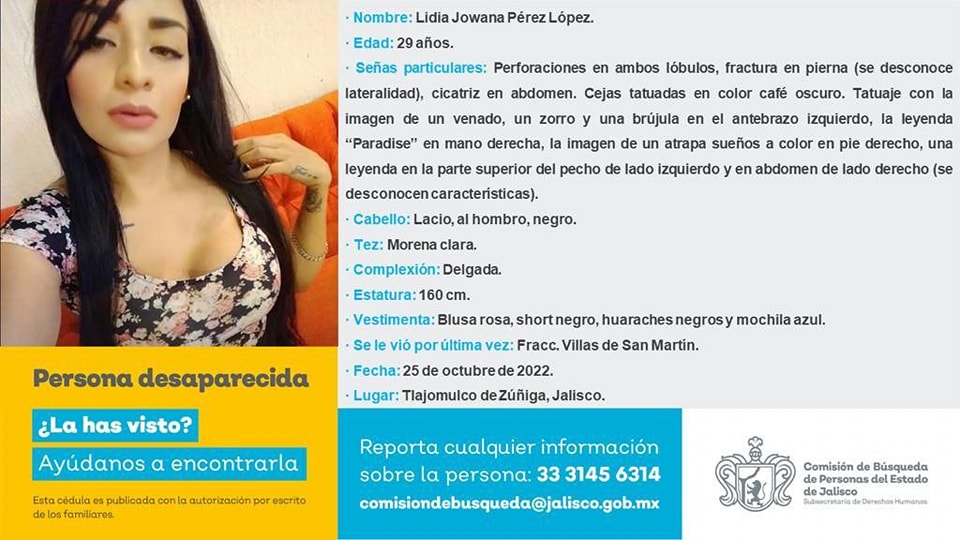 · Nombre: Lidia Jowana Pérez López.
· Edad: 29 años.
· Señas particulares: Perforaciones en ambos lóbulos, fractura en pierna (se desconoce
lateralidad), cicatriz en abdomen. Cejas tatuadas en color café oscuro. Tatuaje con la
imagen de un venado, un zorro y una brújula en el antebrazo izquierdo, la leyenda
“Paradise” en mano derecha, la imagen de un atrapa sueños a color en pie derecho, una
leyenda en la parte superior del pecho de lado izquierdo y en abdomen de lado derecho (se
desconocen características).
· Cabello: Lacio, al hombro, negro.
· Tez: Morena clara.
· Complexión: Delgada.
· Estatura: 160 cm.
· Vestimenta: Blusa rosa, short negro, huaraches negros y mochila azul.
· Se le vió por última vez: Fracc. Villas de San Martín.
· Fecha: 25 de octubre de 2022.
· Lugar: Tlajomulco de Zúñiga, Jalisco.
Persona desaparecida
¿La has visto?
Ayúdanos a encontrarla
Esta cédula es publicada con la autorización por escrito
de los familiares.
Reporta cualquier información
sobre la persona: 33 3145 6314
comisiondebusqueda@jalisco.gob.mx
Comisión de Búsqueda
de Personas del Estado
de Jalisco
Subsecretaría de Derechos Humanos